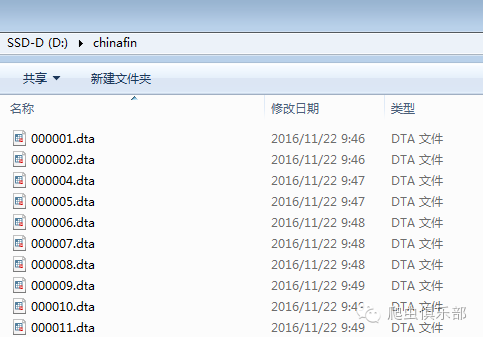 SSD-D (D:) ▸ chinafin
共享 ▼ 新建文件夹
名称 修改日期 类型
000001.dta 2016/11/22 9:46 DTA 文件
000002.dta 2016/11/22 9:46 DTA 文件
000004.dta 2016/11/22 9:47 DTA 文件
000005.dta 2016/11/22 9:47 DTA 文件
000006.dta 2016/11/22 9:48 DTA 文件
000007.dta 2016/11/22 9:48 DTA 文件
000008.dta 2016/11/22 9:48 DTA 文件
000009.dta 2016/11/22 9:49 DTA 文件
000010.dta 2016/11/22 DTA 文件
爬虫俱乐部
000011.dta 2016/11/22 9:49 DTA 文件